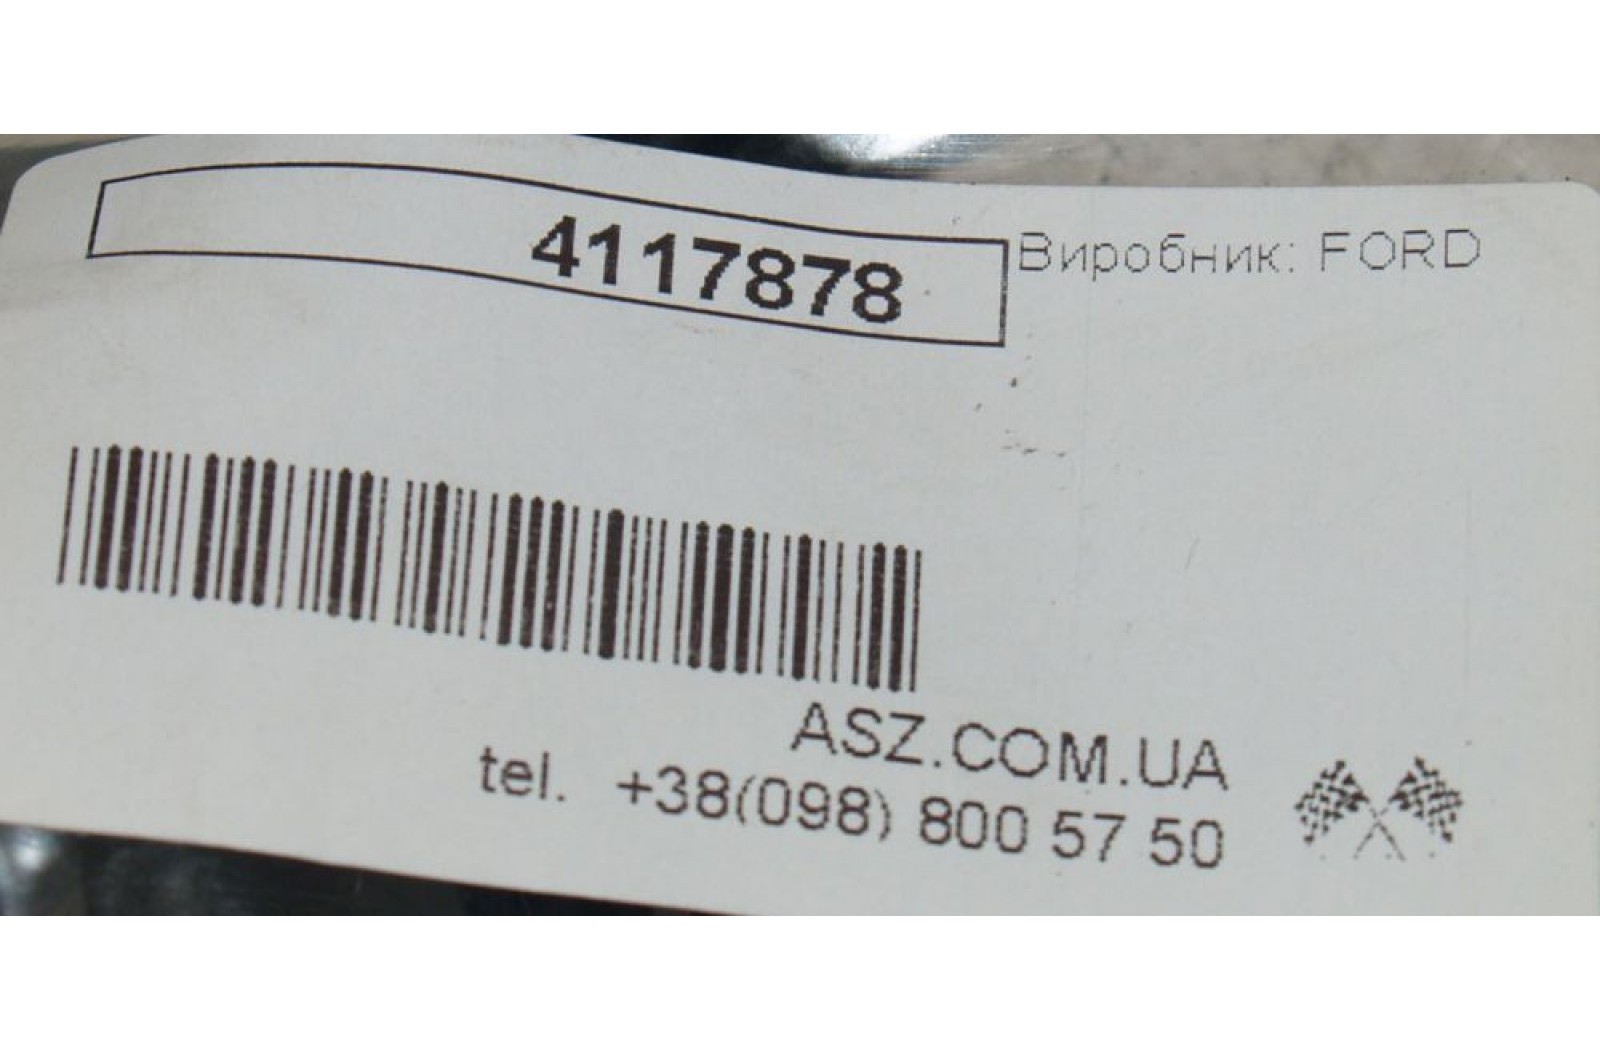 4117878
Виробник: FORD
ASZ.COM.UA
tel. +38(098) 800 57 50